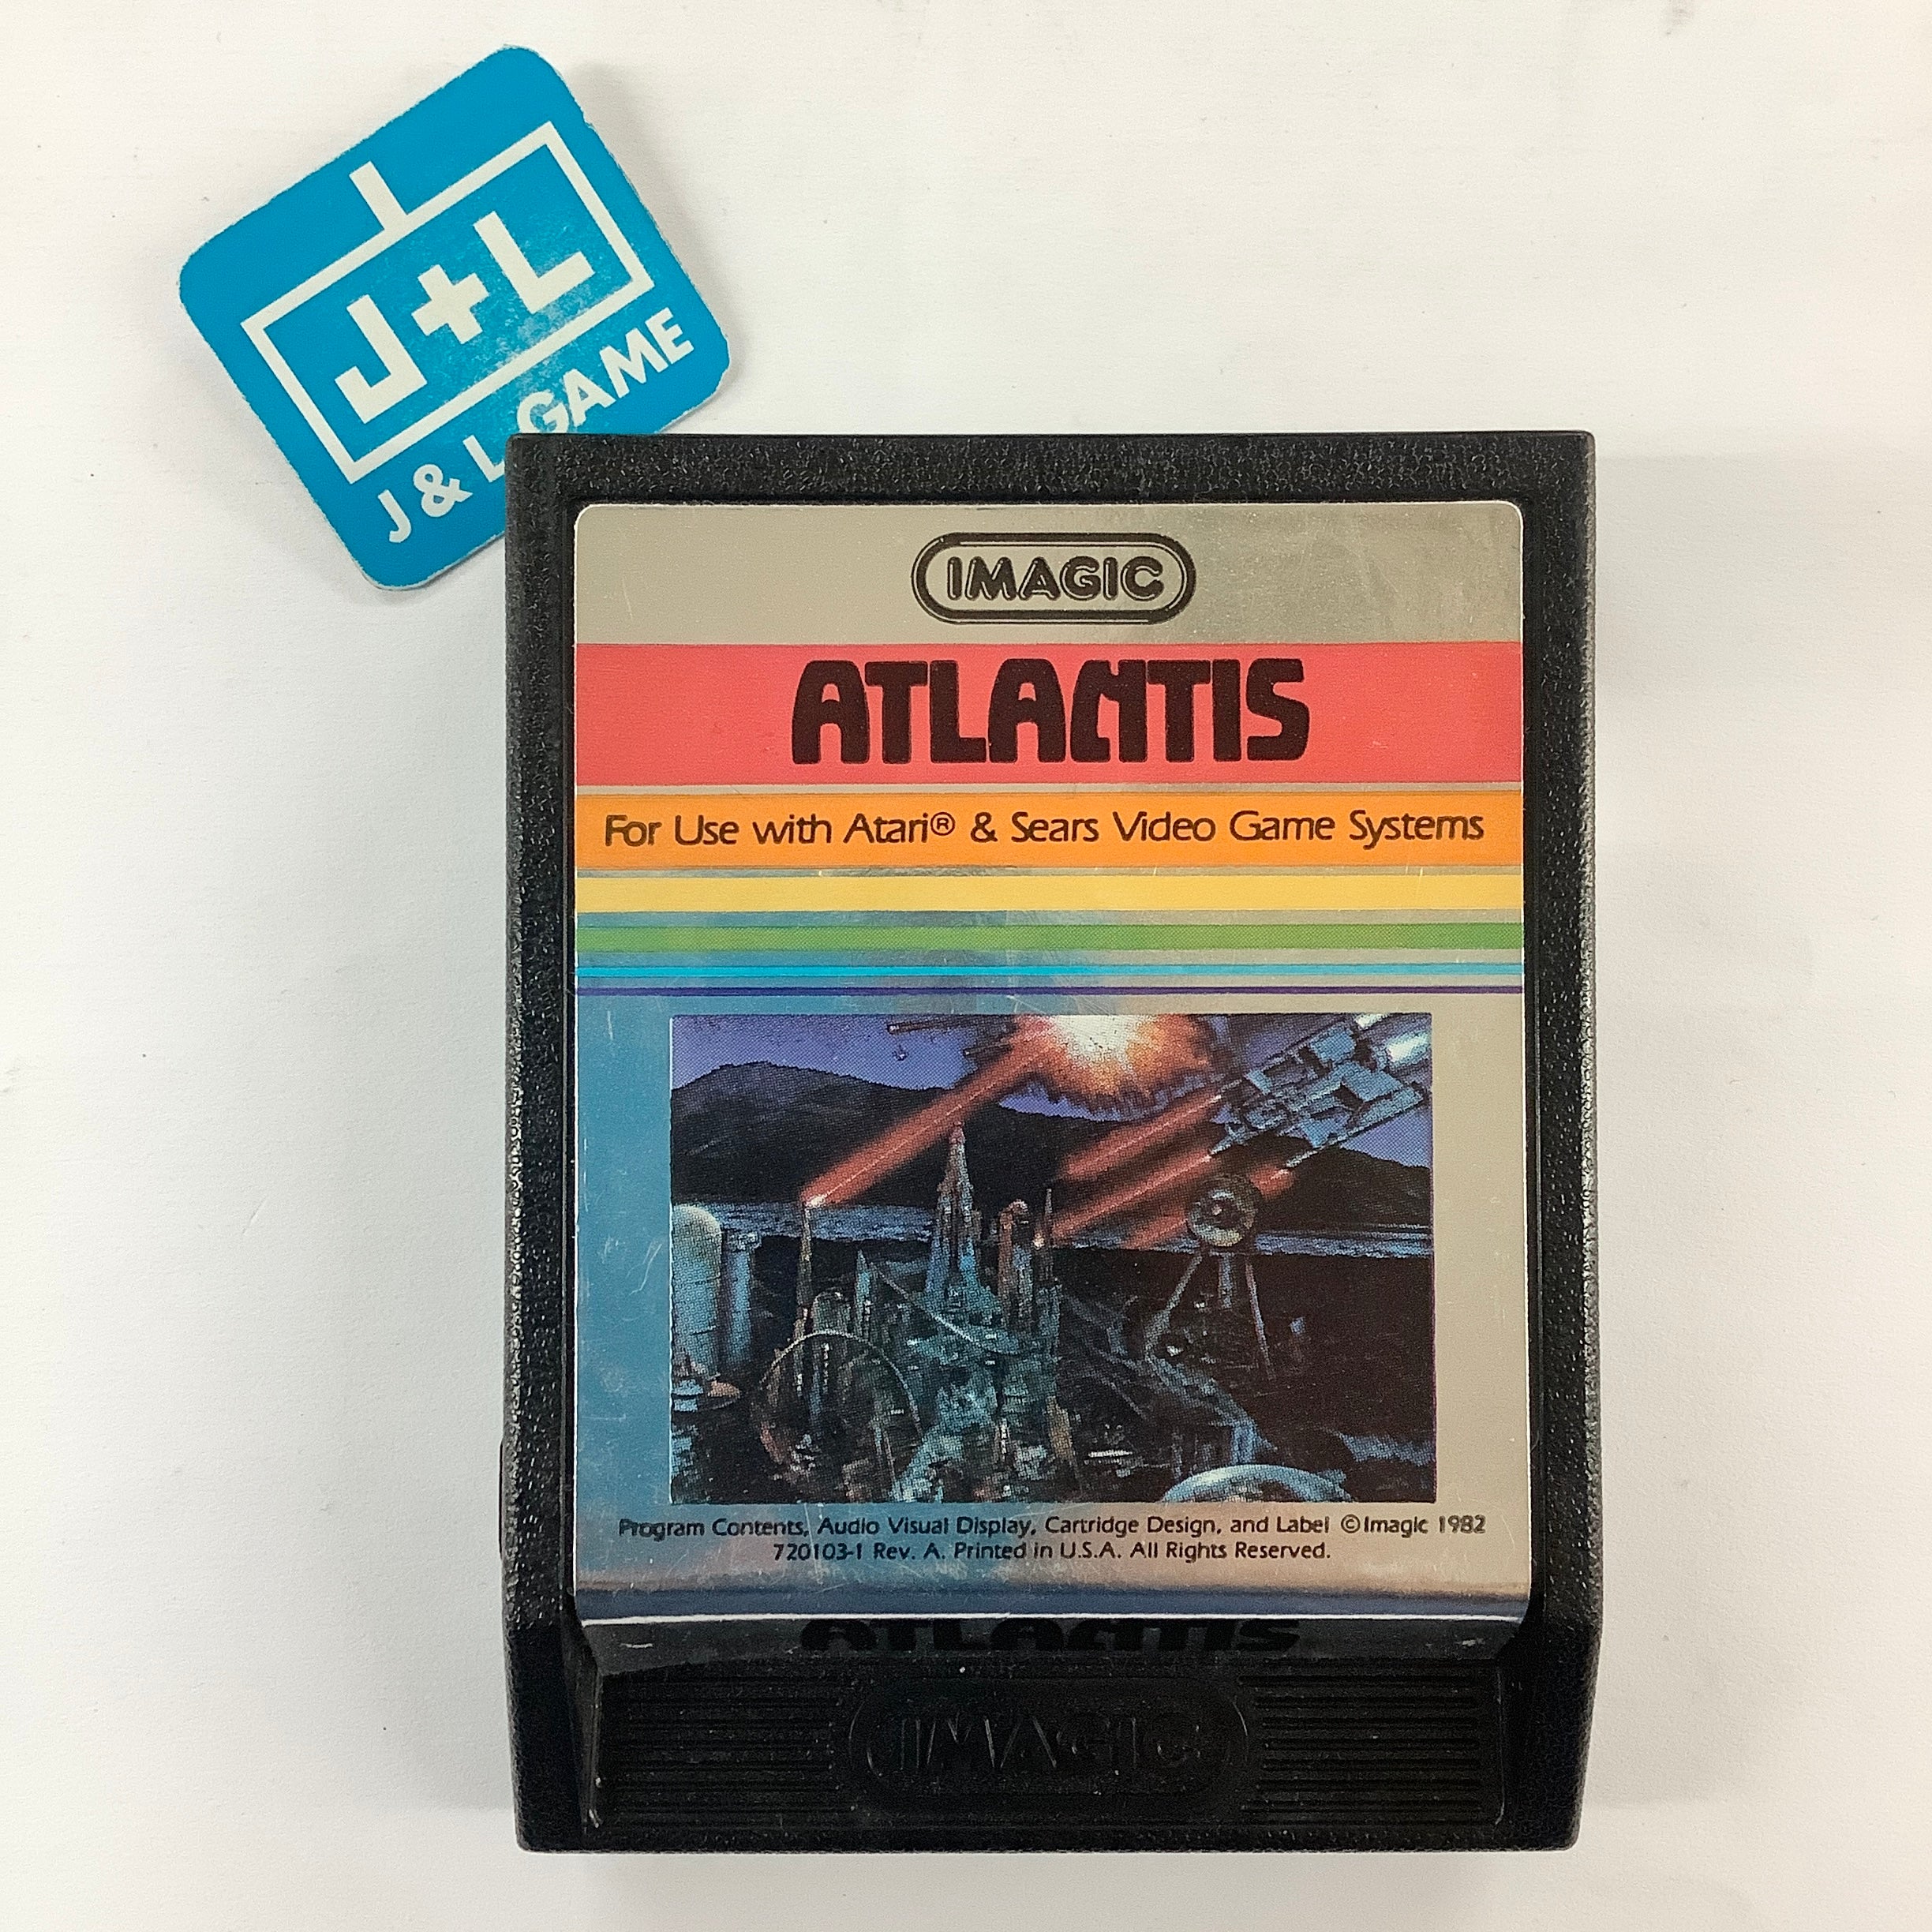 J+L
J & L GAME
IMAGIC
ATLANTIS
For Use with Atari® & Sears Video Game Systems
Program Contents, Audio Visual Display, Cartridge Design, and Label ©Imagic 1982
720103-1 Rev. A. Printed in U.S.A. All Rights Reserved.
ATLANTIS
IMAGIC